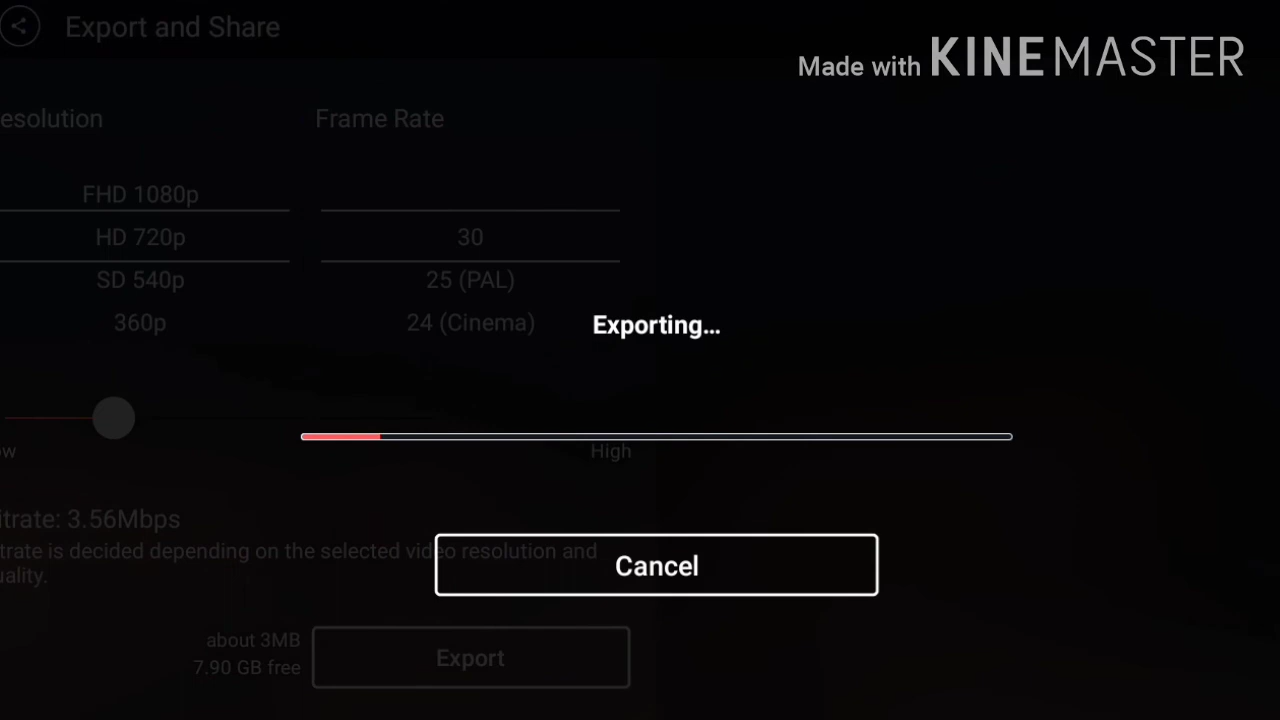 Export and Share
Made with KINEMASTER
esolution
Frame Rate
FHD 1080p
HD 720p
30
SD 540p
25 (PAL)
360p
24 (Cinema)
Exporting...
ow
High
itrate: 3.56Mbps
trate is decided depending on the selected video resolution and
uality.
Cancel
about 3MB
7.90 GB free
Export